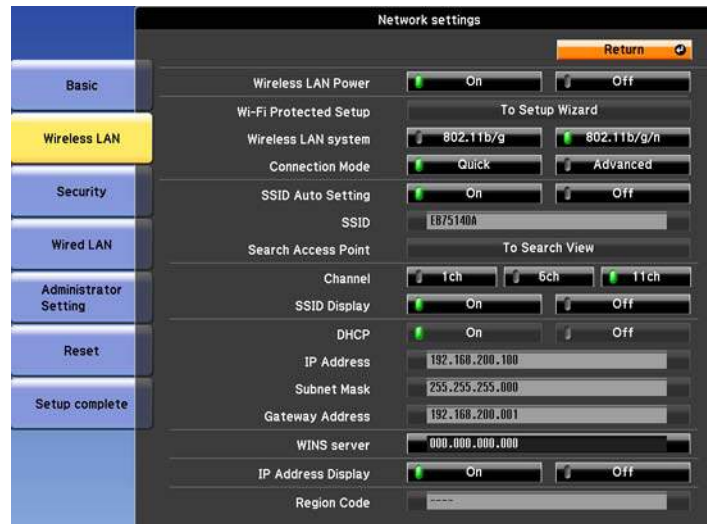 Network settings
Return
Basic
Wireless LAN
Security
Wired LAN
Administrator
Setting
Reset
Setup complete
Wireless LAN Power On Off
Wi-Fi Protected Setup To Setup Wizard
Wireless LAN system 802.11b/g 802.11b/g/n
Connection Mode Quick Advanced
SSID Auto Setting On Off
SSID EB75140A
Search Access Point To Search View
Channel 1ch 6ch 11ch
SSID Display On Off
DHCP On Off
IP Address 192.168.200.100
Subnet Mask 255.255.255.000
Gateway Address 192.168.200.001
WINS server 000.000.000.000
IP Address Display On Off
Region Code ----